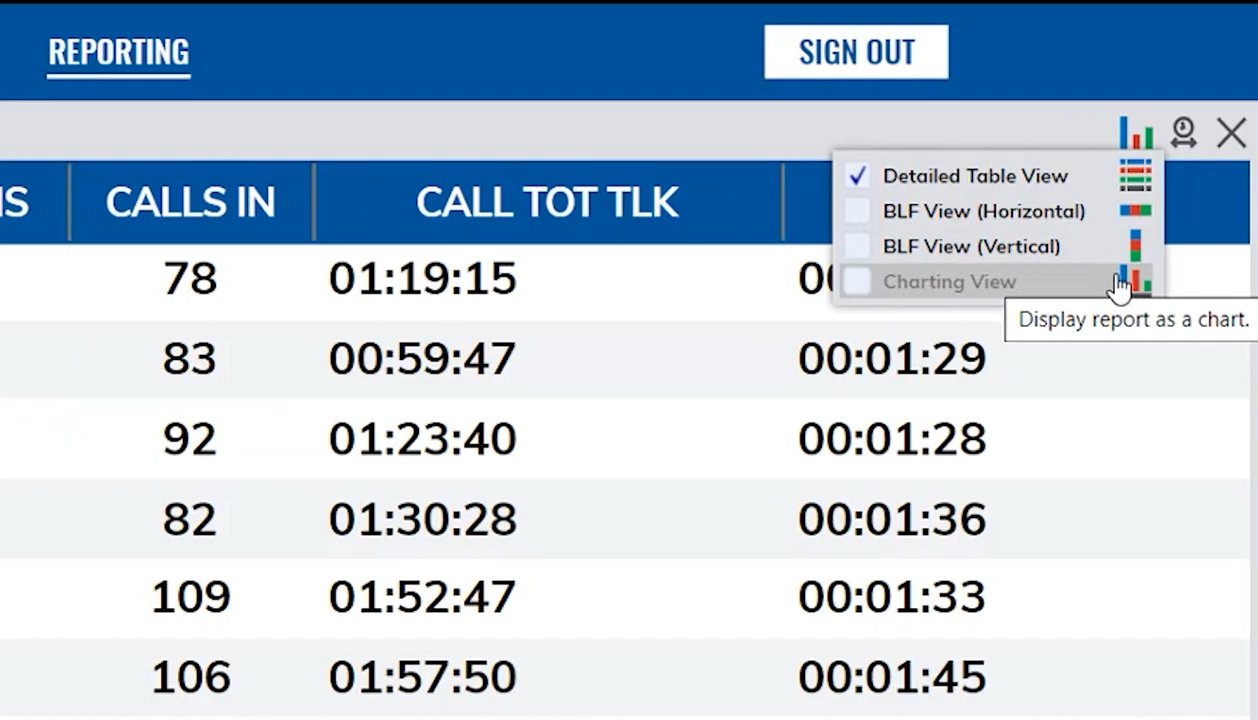 REPORTING
SIGN OUT
CALLS IN
CALL TOT TLK
Detailed Table View
BLF View (Horizontal)
BLF View (Vertical)
Charting View
Display report as a chart.
78 01:19:15
83 00:59:47 00:01:29
92 01:23:40 00:01:28
82 01:30:28 00:01:36
109 01:52:47 00:01:33
106 01:57:50 00:01:45